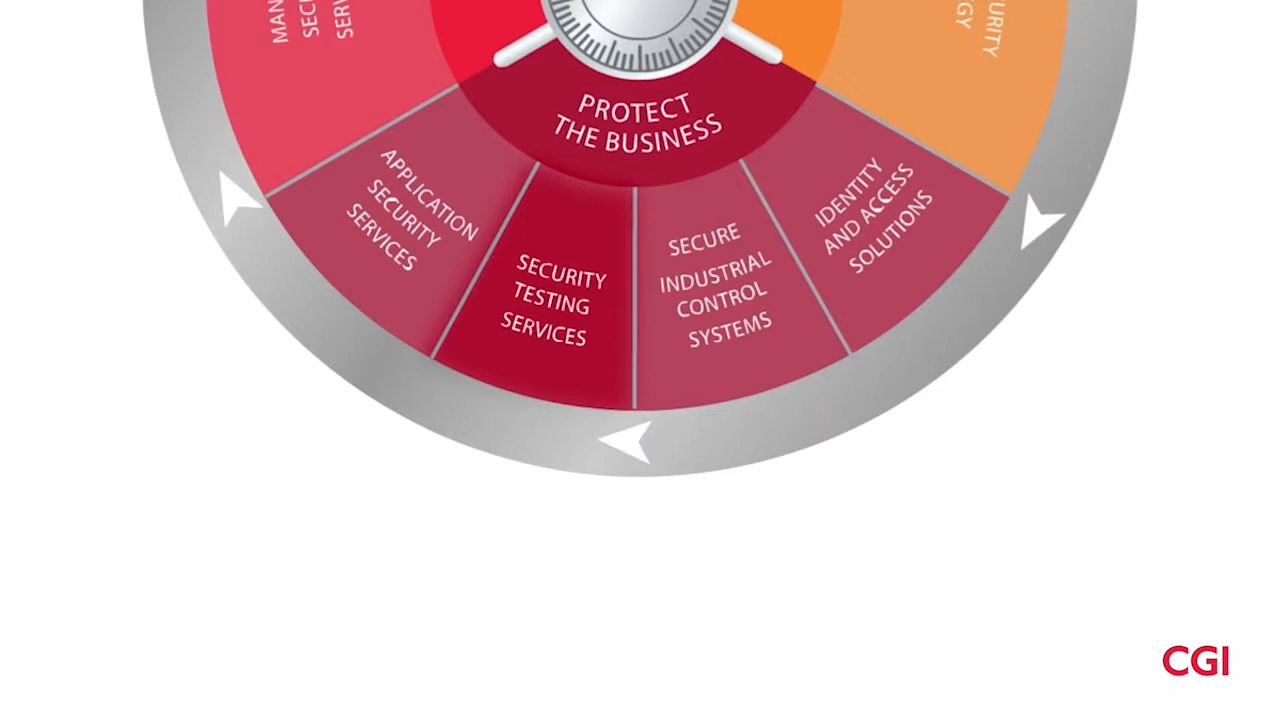 PROTECT
THE BUSINESS
APPLICATION
SECURITY
SERVICES
SECURITY
TESTING
SERVICES
SECURE
INDUSTRIAL
CONTROL
SYSTEMS
IDENTITY
AND ACCESS
SOLUTIONS
CGI